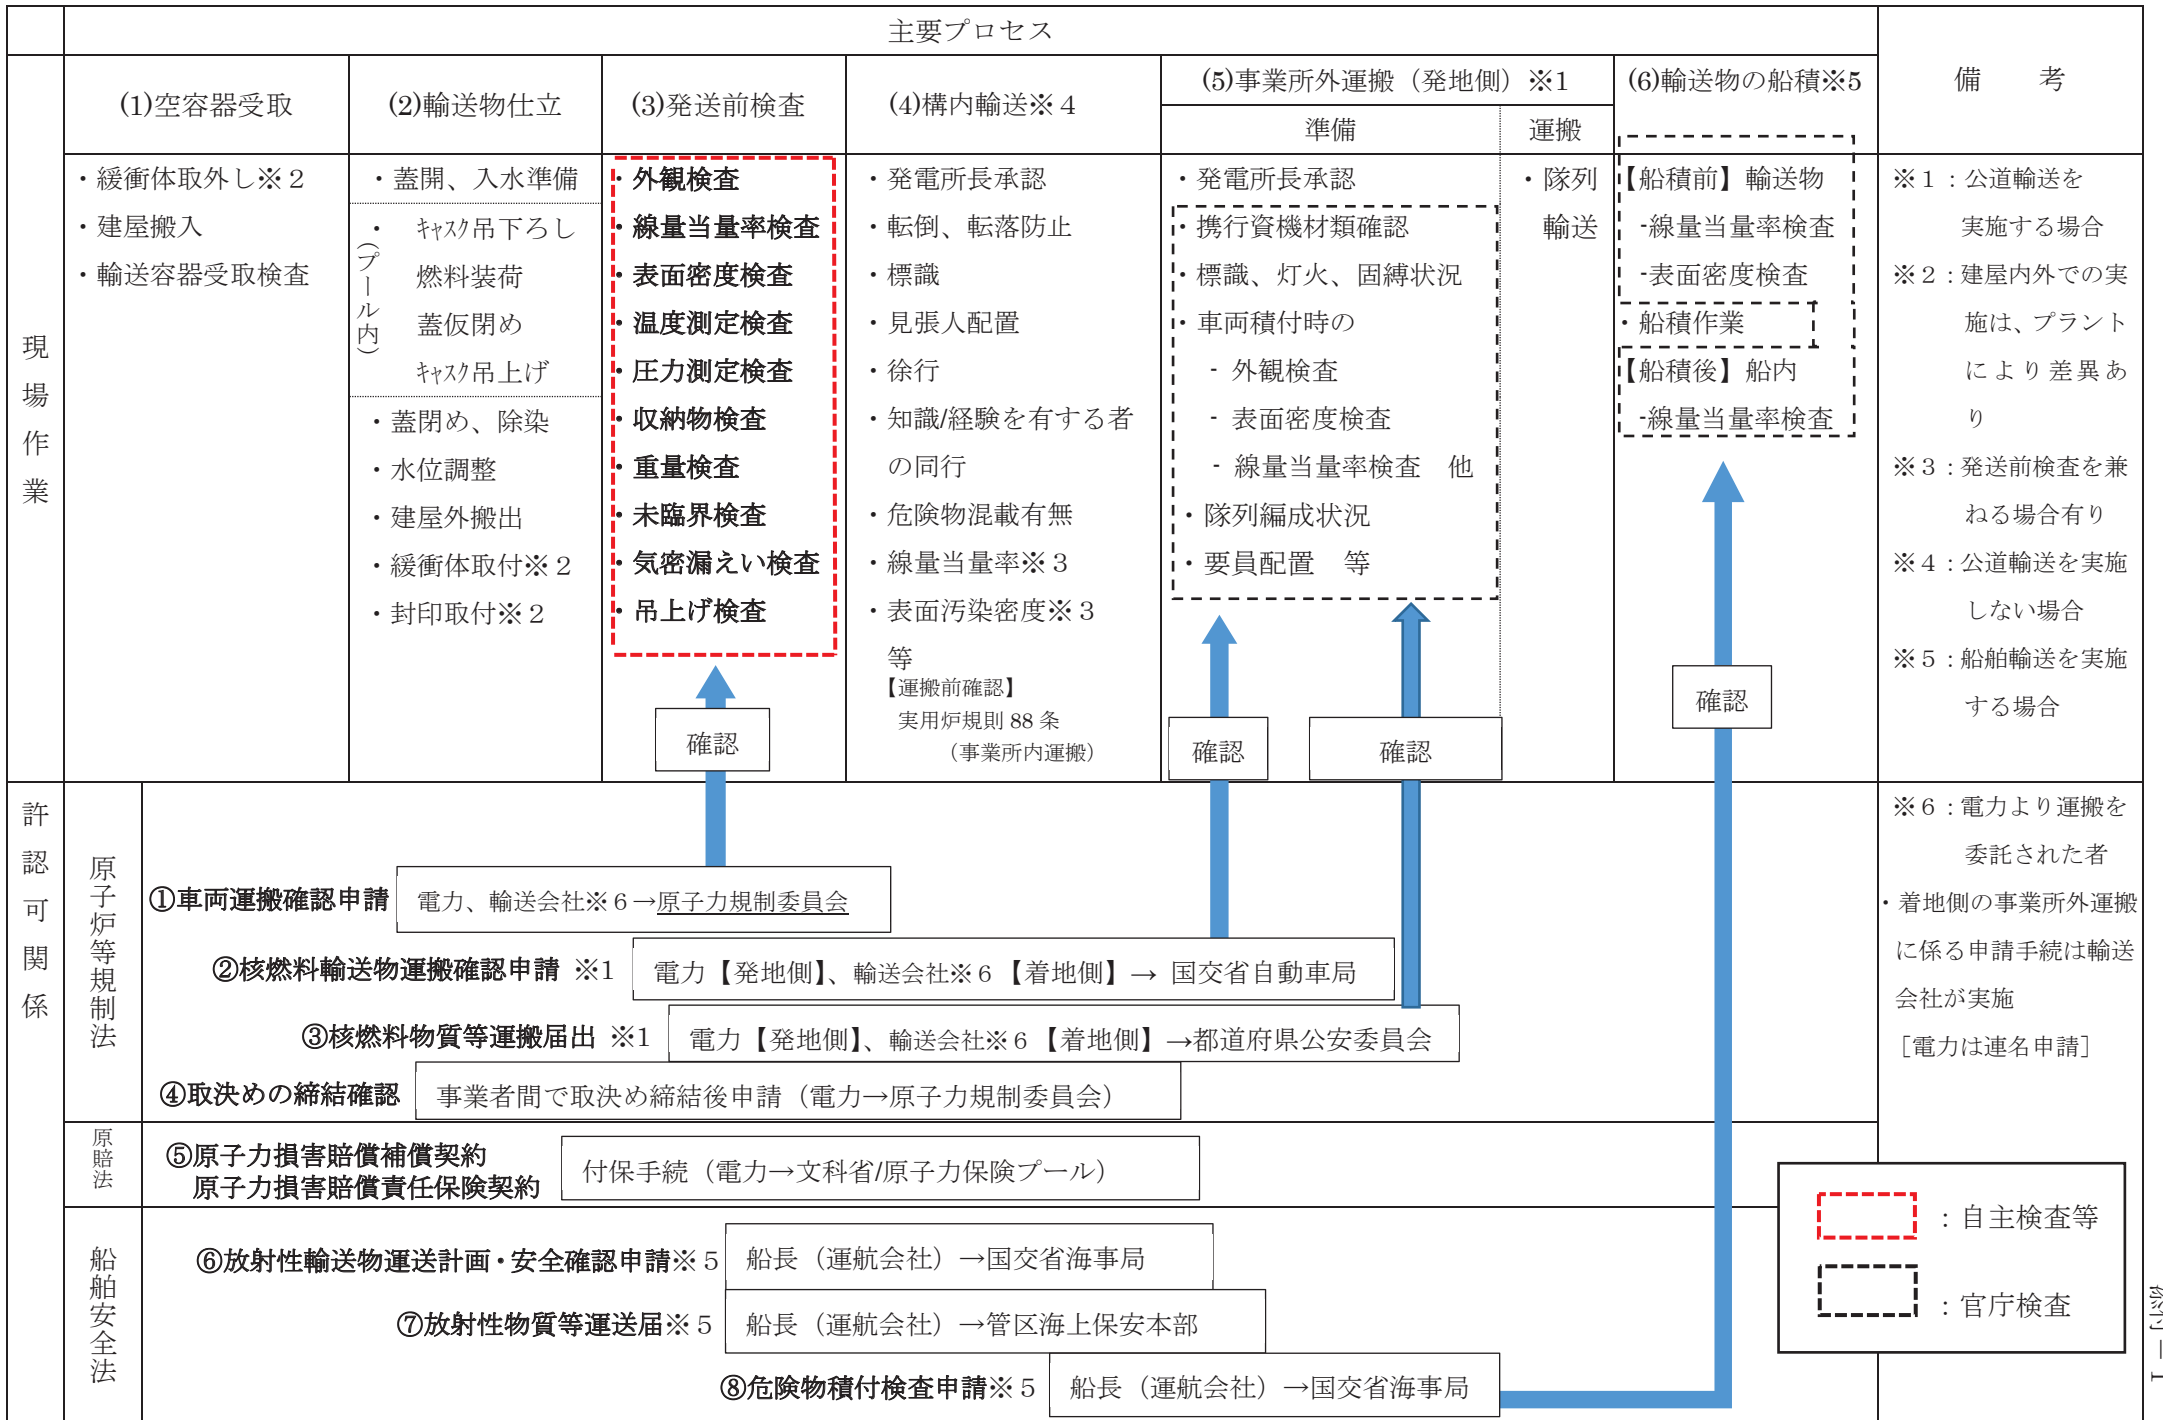 主要プロセス
(1)空容器受取
(2)輸送物仕立
(3)発送前検査
(4)構内輸送※４
(5)事業所外運搬（発地側）※1
準備
運搬
(6)輸送物の船積※5
備　考
現場作業
・緩衝体取外し※２
・建屋搬入
・輸送容器受取検査
・蓋開、入水準備
・(プール内)
ｷｬｽｸ吊下ろし
燃料装荷
蓋仮閉め
ｷｬｽｸ吊上げ
・蓋閉め、除染
・水位調整
・建屋外搬出
・緩衝体取付※２
・封印取付※２
・外観検査
・線量当量率検査
・表面密度検査
・温度測定検査
・圧力測定検査
・収納物検査
・重量検査
・未臨界検査
・気密漏えい検査
・吊上げ検査
・発電所長承認
・転倒、転落防止
・標識
・見張人配置
・徐行
・知識/経験を有する者
の同行
・危険物混載有無
・線量当量率※３
・表面汚染密度※３
等
【運搬前確認】
実用炉規則 88 条
（事業所内運搬）
・発電所長承認
・携行資機材類確認
・標識、灯火、固縛状況
・車両積付時の
- 外観検査
- 表面密度検査
- 線量当量率検査　他
・隊列編成状況
・要員配置　等
・隊列
輸送
【船積前】輸送物
-線量当量率検査
-表面密度検査
・船積作業
【船積後】船内
-線量当量率検査
※１：公道輸送を
実施する場合
※２：建屋内外での実
施は、プラント
により差異あ
り
※３：発送前検査を兼
ねる場合有り
※４：公道輸送を実施
しない場合
※５：船舶輸送を実施
する場合
確認
確認
確認
確認
許認可関係
原子炉等規制法
①車両運搬確認申請
電力、輸送会社※６→原子力規制委員会
②核燃料輸送物運搬確認申請 ※1
電力【発地側】、輸送会社※６【着地側】→ 国交省自動車局
③核燃料物質等運搬届出 ※1
電力【発地側】、輸送会社※６【着地側】→都道府県公安委員会
④取決めの締結確認
事業者間で取決め締結後申請（電力→原子力規制委員会）
※６：電力より運搬を
委託された者
・着地側の事業所外運搬
に係る申請手続は輸送
会社が実施
［電力は連名申請］
原賠法
⑤原子力損害賠償補償契約
原子力損害賠償責任保険契約
付保手続（電力→文科省/原子力保険プール）
船舶安全法
⑥放射性輸送物運送計画・安全確認申請※５
船長（運航会社）→国交省海事局
⑦放射性物質等運送届※５
船長（運航会社）→管区海上保安本部
⑧危険物積付検査申請※５
船長（運航会社）→国交省海事局
：自主検査等
：官庁検査
添付－１